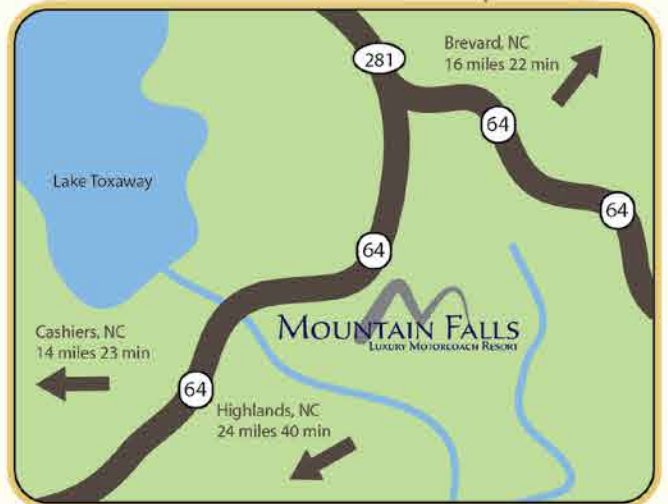 281
Brevard, NC
16 miles 22 min
64
64
Lake Toxaway
64
MOUNTAIN FALLS
LUXURY MOTORCOACH RESORT
Cashiers, NC
14 miles 23 min
64
Highlands, NC
24 miles 40 min